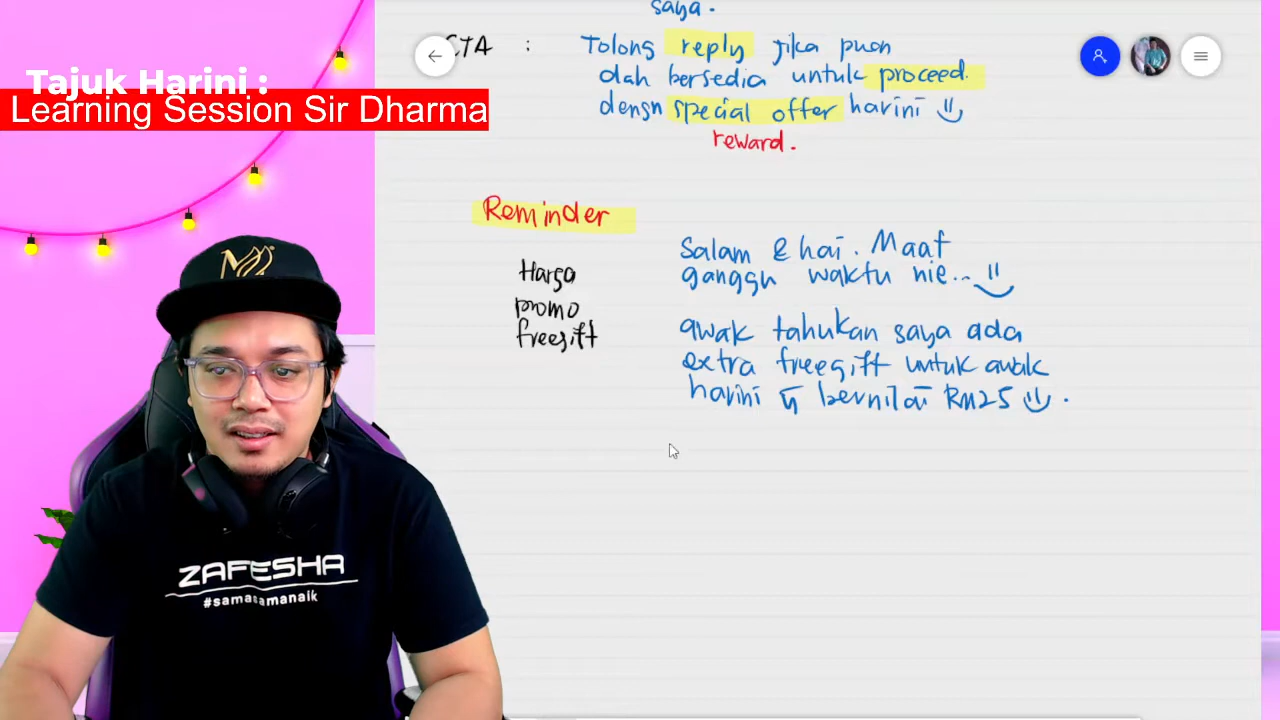 Tajuk Harini :
Learning Session Sir Dharma
saya.
CTA : Tolong reply jika puan
dah bersedia untuk proceed.
dengn special offer harini
reward.
Reminder
Harga
promo
freegift
Salam & hai. Maaf
ganggu waktu nie..
awak tahukan saya ada
extra freegift untuk awak
harini yg bernilai RM25 .
ZAFEESHA
#samasamanaik